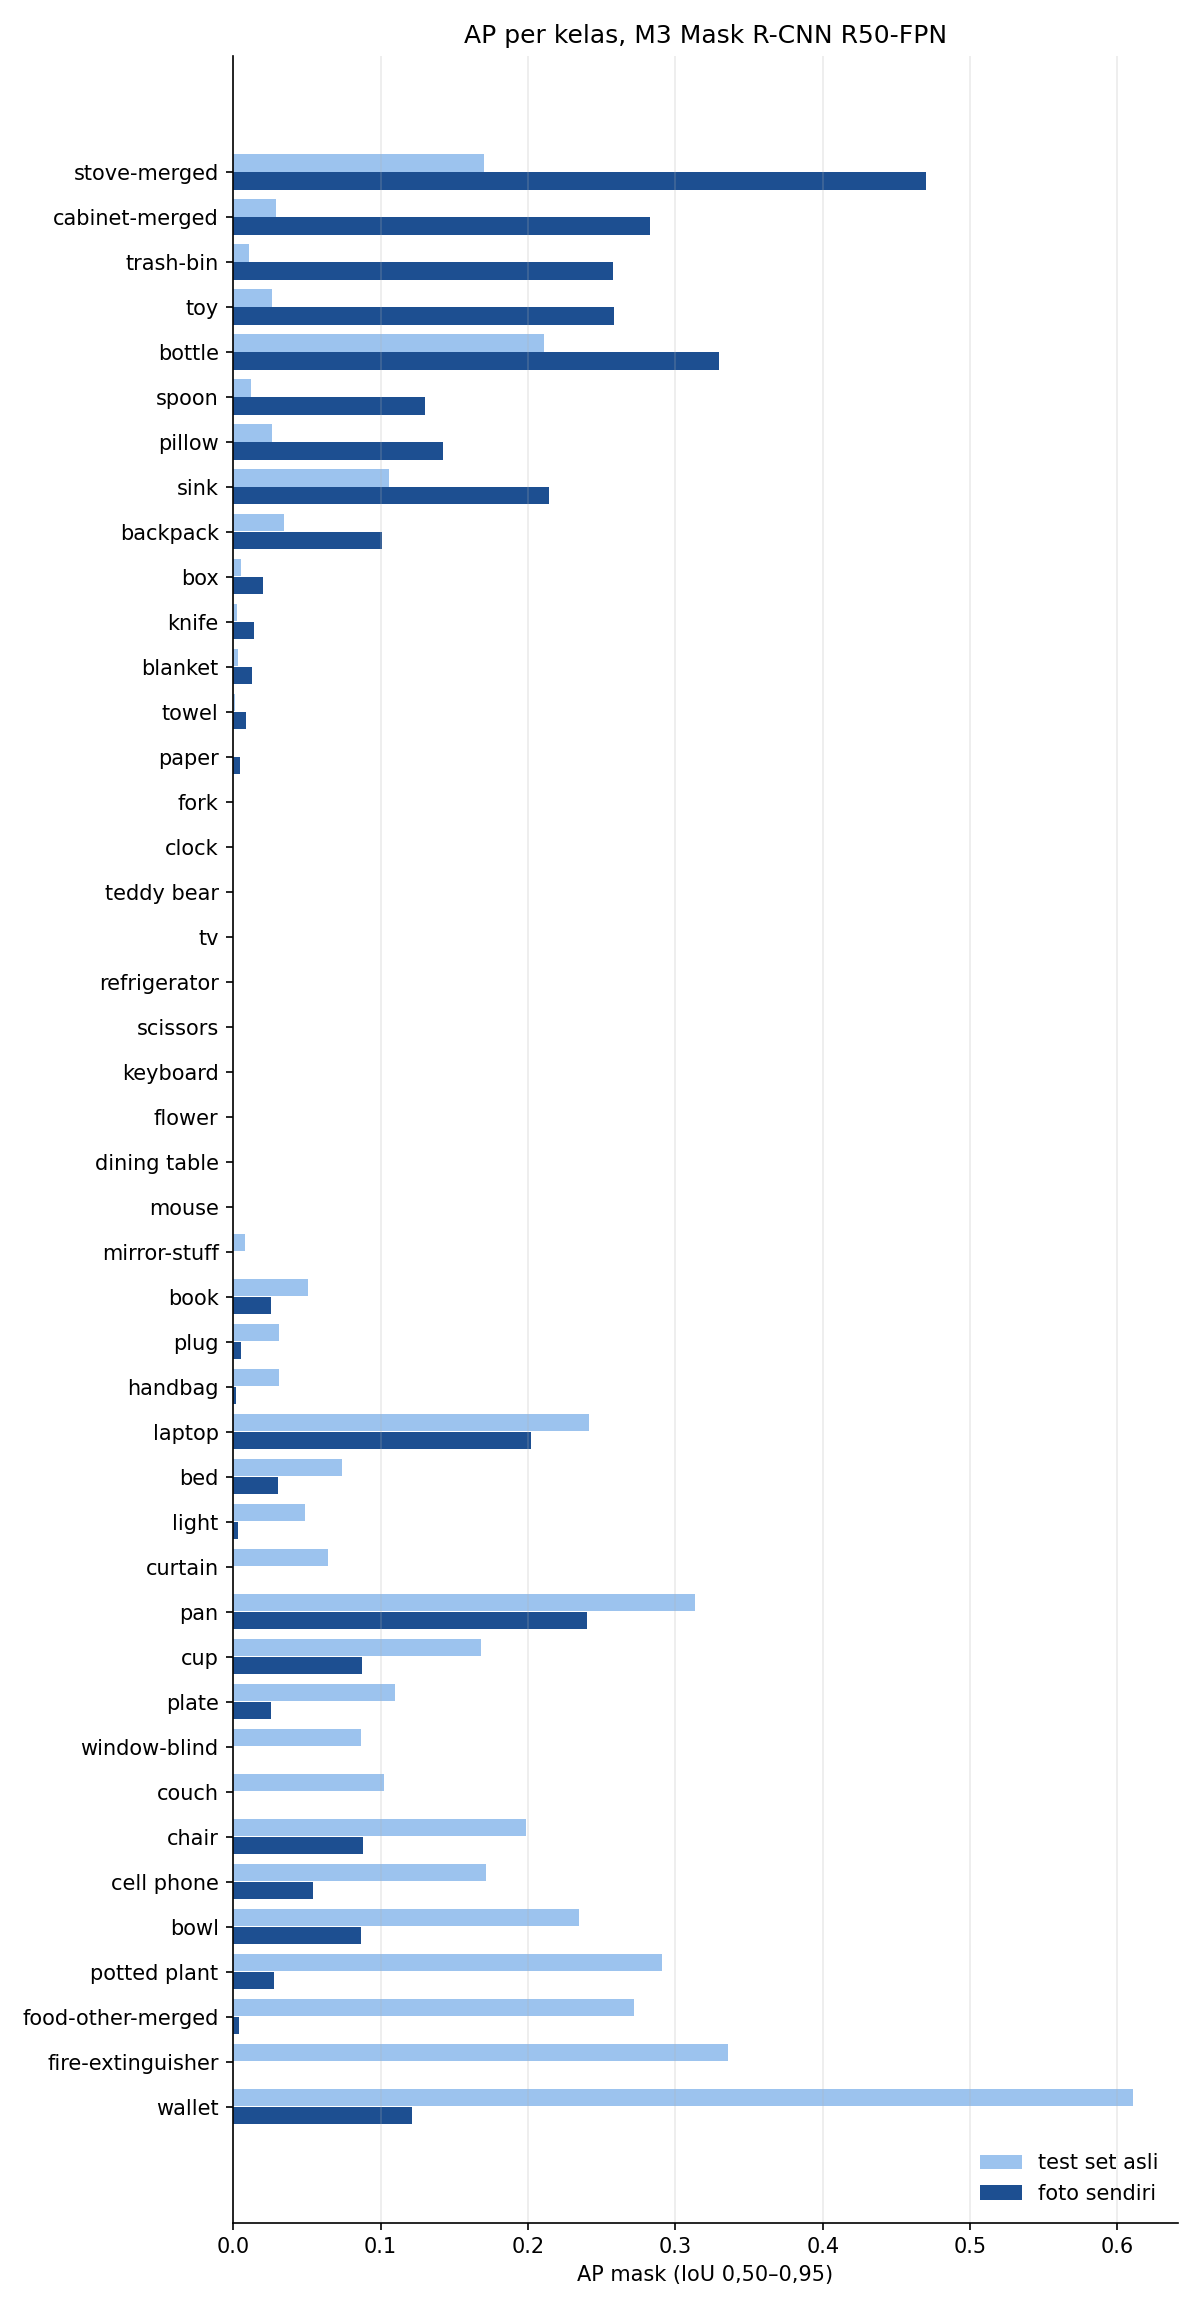 AP per kelas, M3 Mask R-CNN R50-FPN
stove-merged
cabinet-merged
trash-bin
toy
bottle
spoon
pillow
sink
backpack
box
knife
blanket
towel
paper
fork
clock
teddy bear
tv
refrigerator
scissors
keyboard
flower
dining table
mouse
mirror-stuff
book
plug
handbag
laptop
bed
light
curtain
pan
cup
plate
window-blind
couch
chair
cell phone
bowl
potted plant
food-other-merged
fire-extinguisher
wallet
test set asli
foto sendiri
0.0 0.1 0.2 0.3 0.4 0.5 0.6
AP mask (IoU 0,50–0,95)